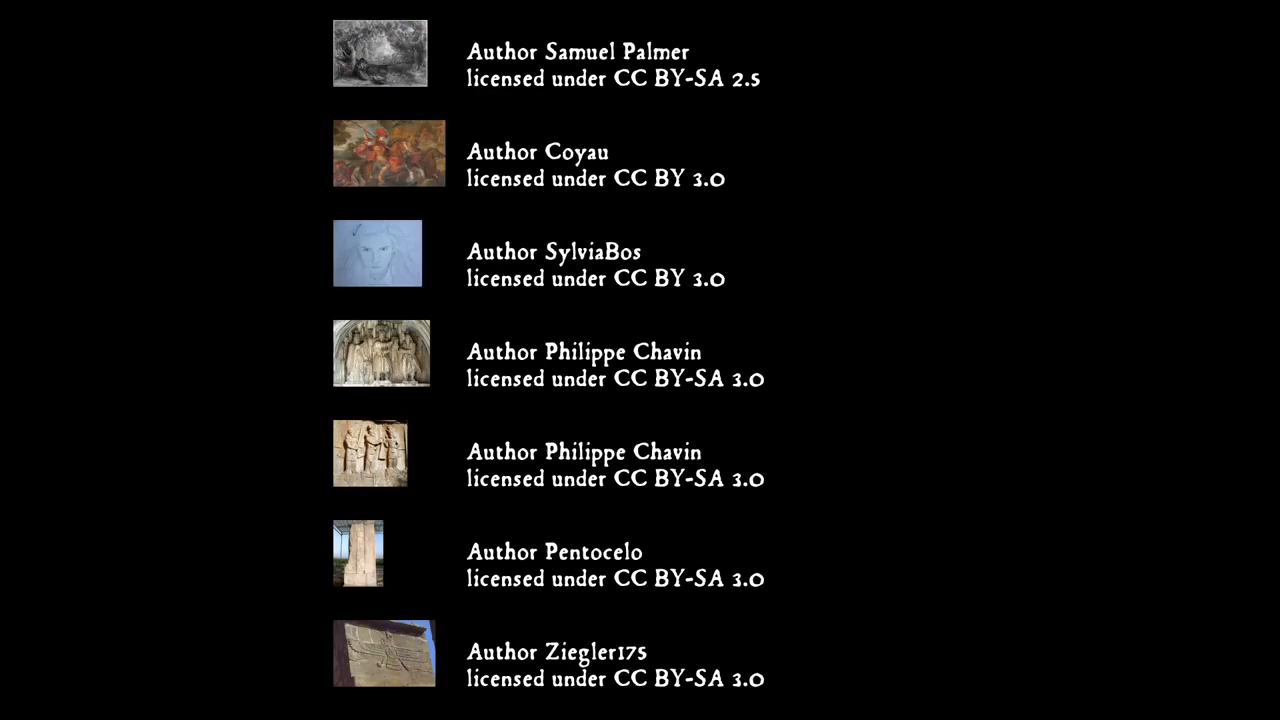 Author Samuel Palmer
licensed under CC BY-SA 2.5
Author Coyau
licensed under CC BY 3.0
Author SylviaBos
licensed under CC BY 3.0
Author Philippe Chavin
licensed under CC BY-SA 3.0
Author Philippe Chavin
licensed under CC BY-SA 3.0
Author Pentocelo
licensed under CC BY-SA 3.0
Author Ziegler175
licensed under CC BY-SA 3.0